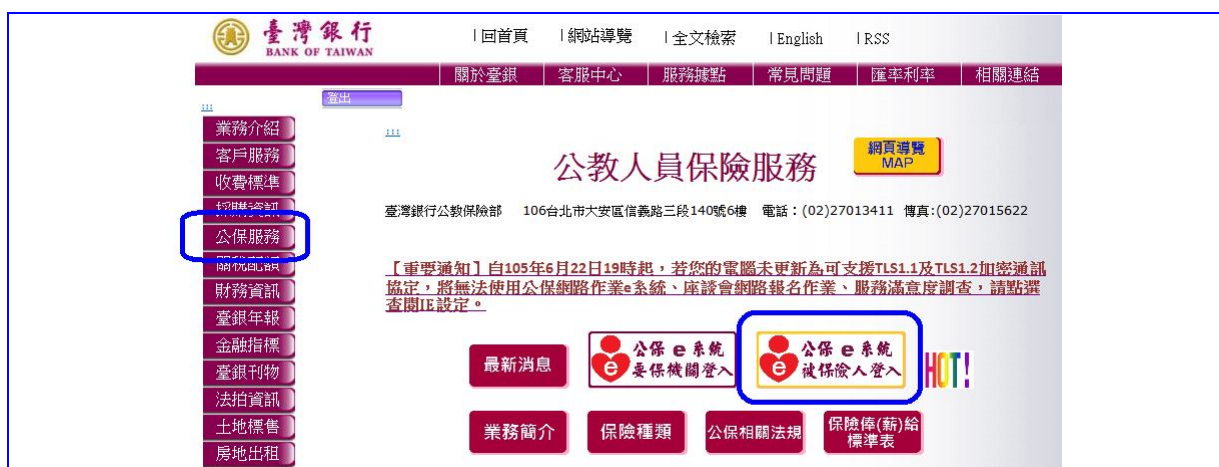 臺灣銀行
BANK OF TAIWAN
|回首頁 |網站導覽 |全文檢索 |English |RSS
關於臺銀 客服中心 服務據點 常見問題 匯率利率 相關連結
登出
:::
:::
業務介紹
客戶服務
收費標準
採購資訊
公保服務
關稅配額
財務資訊
臺銀年報
金融指標
臺銀刊物
法拍資訊
土地標售
房地出租
公教人員保險服務
網頁導覽
MAP
臺灣銀行公教保險部 106台北市大安區信義路三段140號6樓 電話:(02)27013411 傳真:(02)27015622
【重要通知】自105年6月22日19時起,若您的電腦未更新為可支援TLS1.1及TLS1.2加密通訊
協定,將無法使用公保網路作業e系統、座談會網路報名作業、服務滿意度調查,請點選
查閱IE設定。
最新消息
e
公保 e 系統
要保機關登入
e
公保 e 系統
被保險人登入
HOT!
業務簡介 保險種類 公保相關法規
保險俸(薪)給
標準表